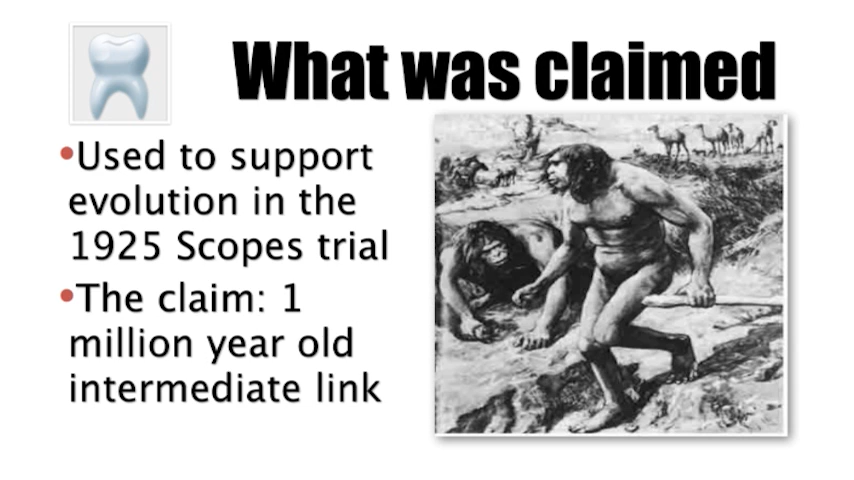 What was claimed
•Used to support
evolution in the
1925 Scopes trial
•The claim: 1
million year old
intermediate link